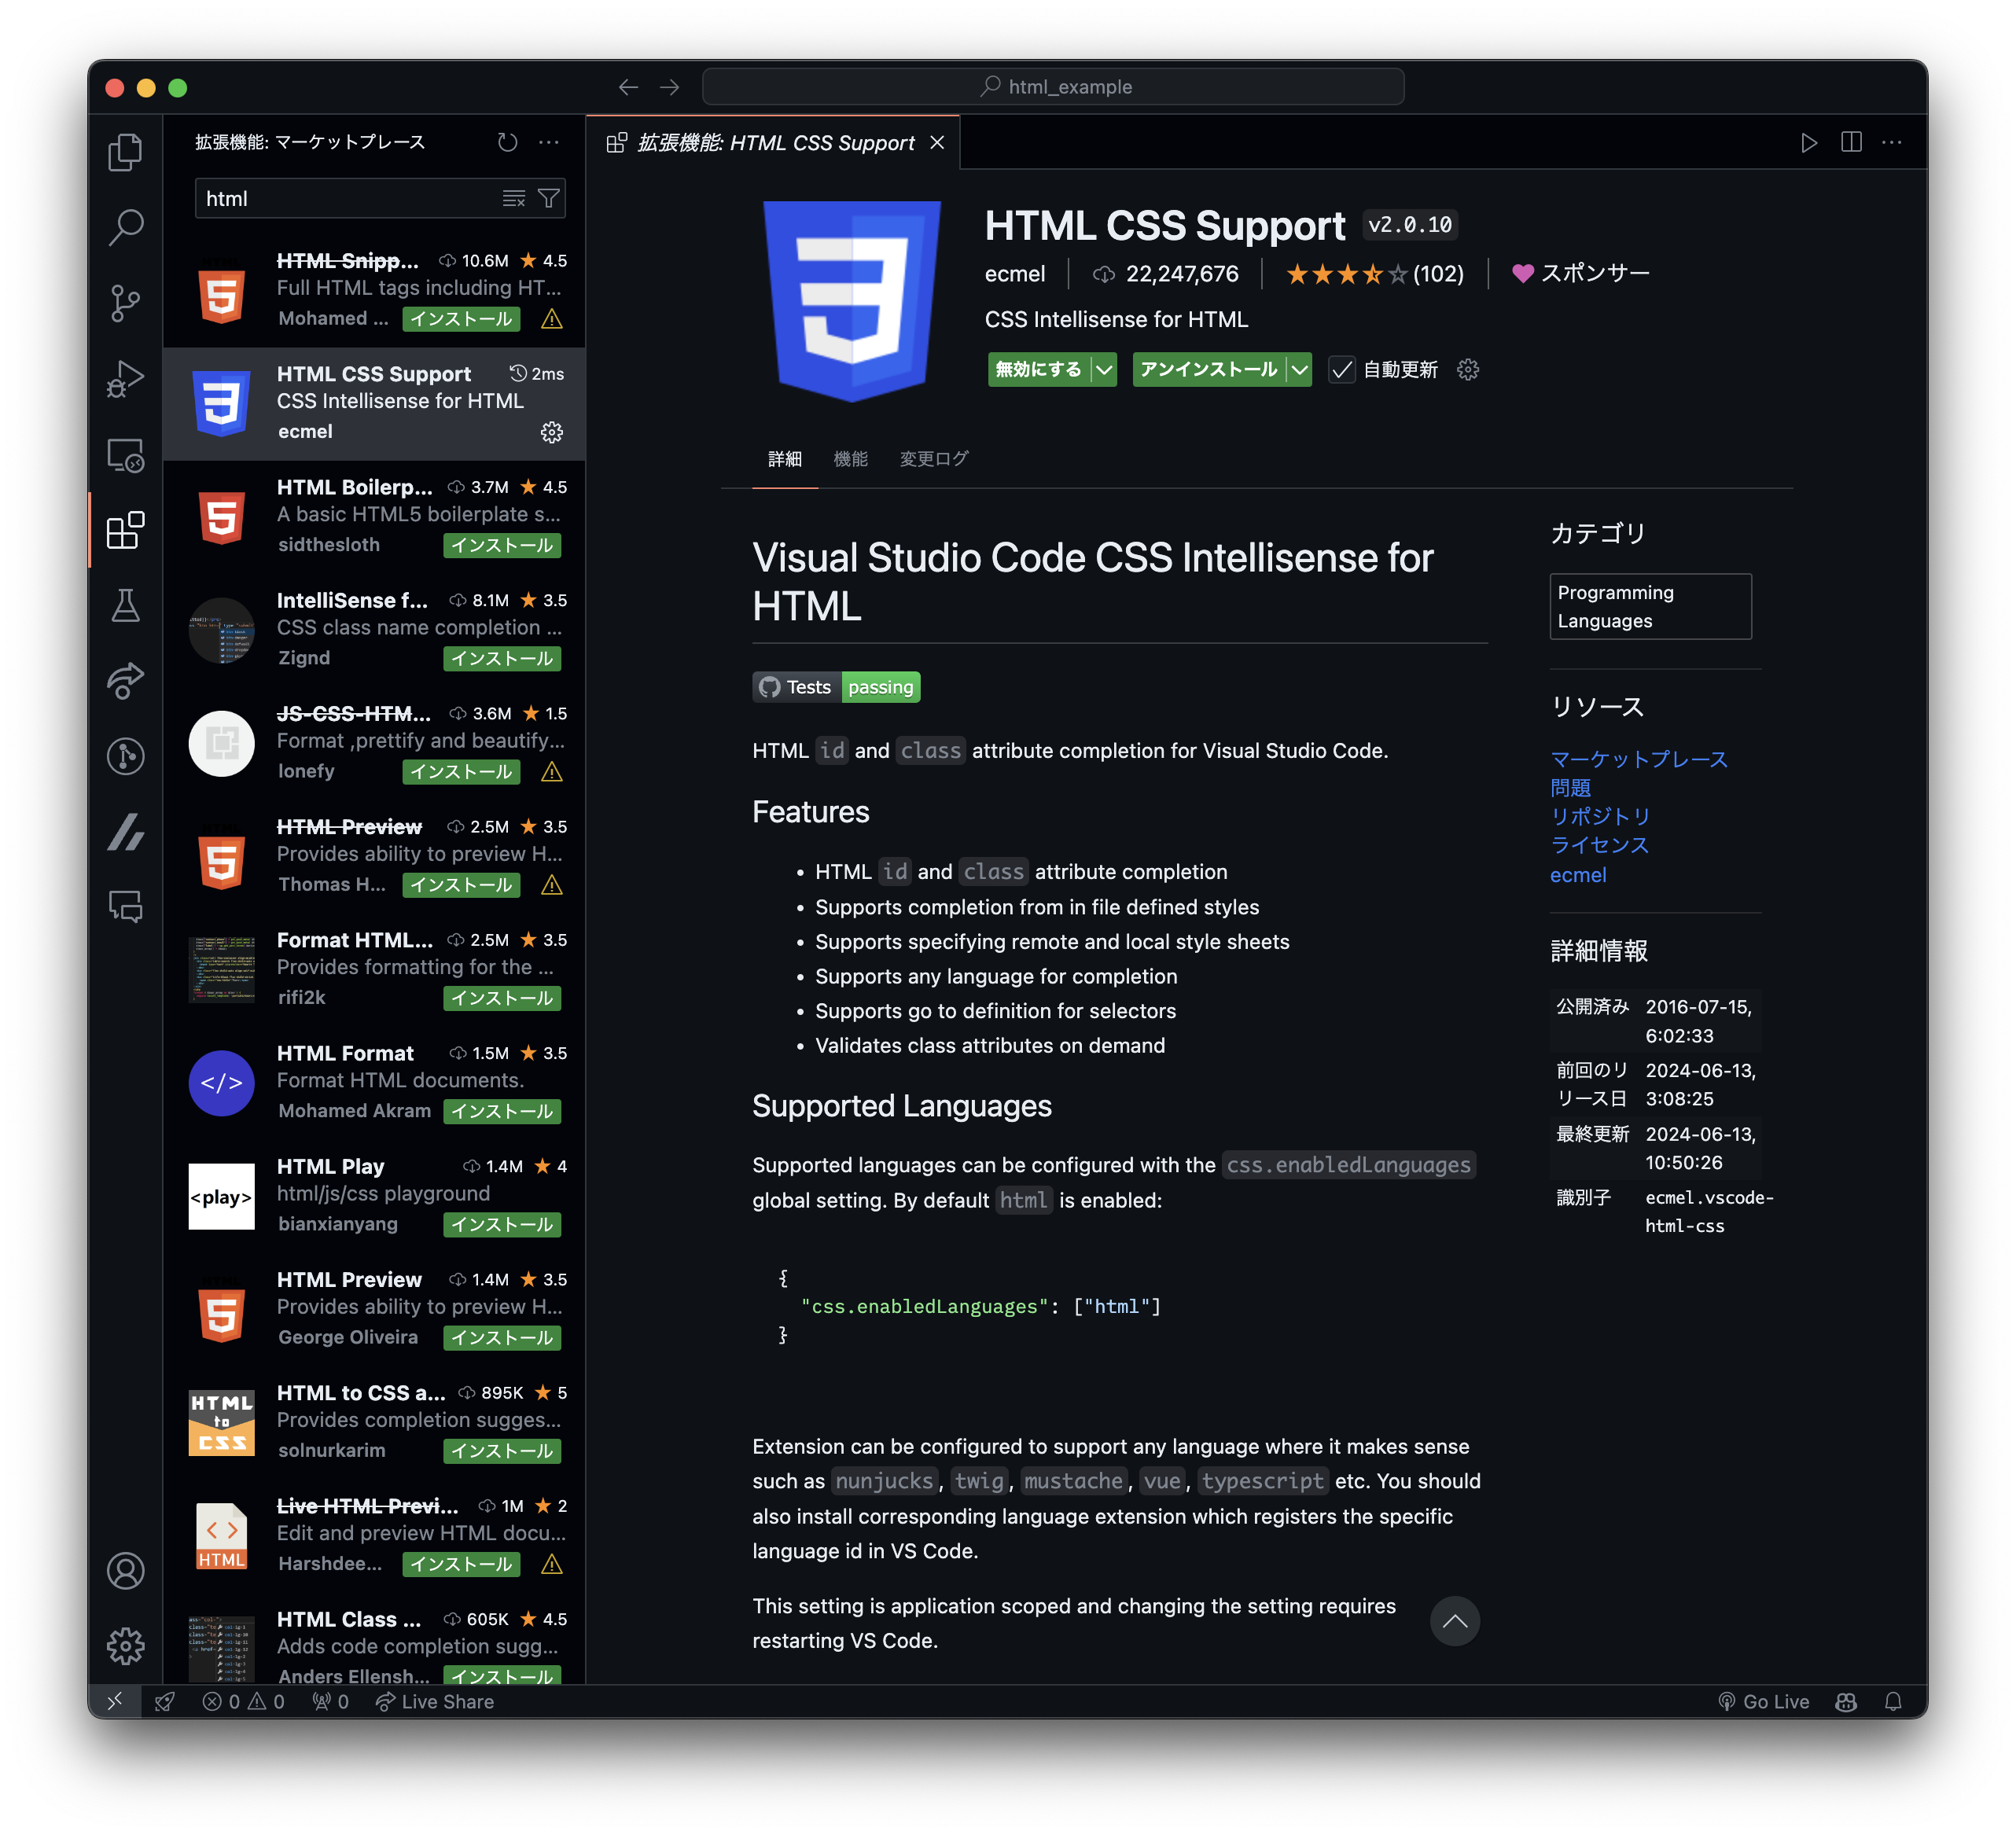 html_example
拡張機能: マーケットプレース
html
HTML Snipp... 10.6M ★ 4.5
Full HTML tags including HT...
Mohamed ... インストール
HTML CSS Support 2ms
CSS Intellisense for HTML
ecmel
HTML Boilerp... 3.7M ★ 4.5
A basic HTML5 boilerplate s...
sidthesloth インストール
IntelliSense f... 8.1M ★ 3.5
CSS class name completion ...
Zignd インストール
JS-CSS-HTM... 3.6M ★ 1.5
Format ,prettify and beautify...
lonefy インストール
HTML Preview 2.5M ★ 3.5
Provides ability to preview H...
Thomas H... インストール
Format HTML... 2.5M ★ 3.5
Provides formatting for the ...
rifi2k インストール
</>
HTML Format 1.5M ★ 3.5
Format HTML documents.
Mohamed Akram インストール
<play>
HTML Play 1.4M ★ 4
html/js/css playground
bianxianyang インストール
HTML Preview 1.4M ★ 3.5
Provides ability to preview H...
George Oliveira インストール
HTML
to
CSS
HTML to CSS a... 895K ★ 5
Provides completion sugges...
solnurkarim インストール
HTML
Live HTML Previ... 1M ★ 2
Edit and preview HTML docu...
Harshdee... インストール
HTML Class ... 605K ★ 4.5
Adds code completion sugg...
Anders Ellensh... インストール
拡張機能: HTML CSS Support
HTML CSS Support v2.0.10
ecmel 22,247,676 (102) スポンサー
CSS Intellisense for HTML
無効にする アンインストール 自動更新
詳細 機能 変更ログ
Visual Studio Code CSS Intellisense for
HTML
Tests passing
HTML id and class attribute completion for Visual Studio Code.
Features
• HTML id and class attribute completion
• Supports completion from in file defined styles
• Supports specifying remote and local style sheets
• Supports any language for completion
• Supports go to definition for selectors
• Validates class attributes on demand
Supported Languages
Supported languages can be configured with the css.enabledLanguages
global setting. By default html is enabled:
{
"css.enabledLanguages": ["html"]
}
Extension can be configured to support any language where it makes sense
such as nunjucks, twig, mustache, vue, typescript etc. You should
also install corresponding language extension which registers the specific
language id in VS Code.
This setting is application scoped and changing the setting requires
restarting VS Code.
カテゴリ
Programming
Languages
リソース
マーケットプレース
問題
リポジトリ
ライセンス
ecmel
詳細情報
公開済み 2016-07-15,
6:02:33
前回のリ 2024-06-13,
リース日 3:08:25
最終更新 2024-06-13,
10:50:26
識別子 ecmel.vscode-
html-css
0 0 0 Live Share Go Live